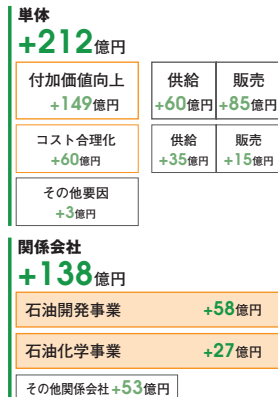 単体
+212億円
付加価値向上 供給 販売
+149億円 +60億円 +85億円
コスト合理化 供給 販売
+60億円 +35億円 +15億円
その他要因
+3億円
関係会社
+138億円
石油開発事業 +58億円
石油化学事業 +27億円
その他関係会社+53億円